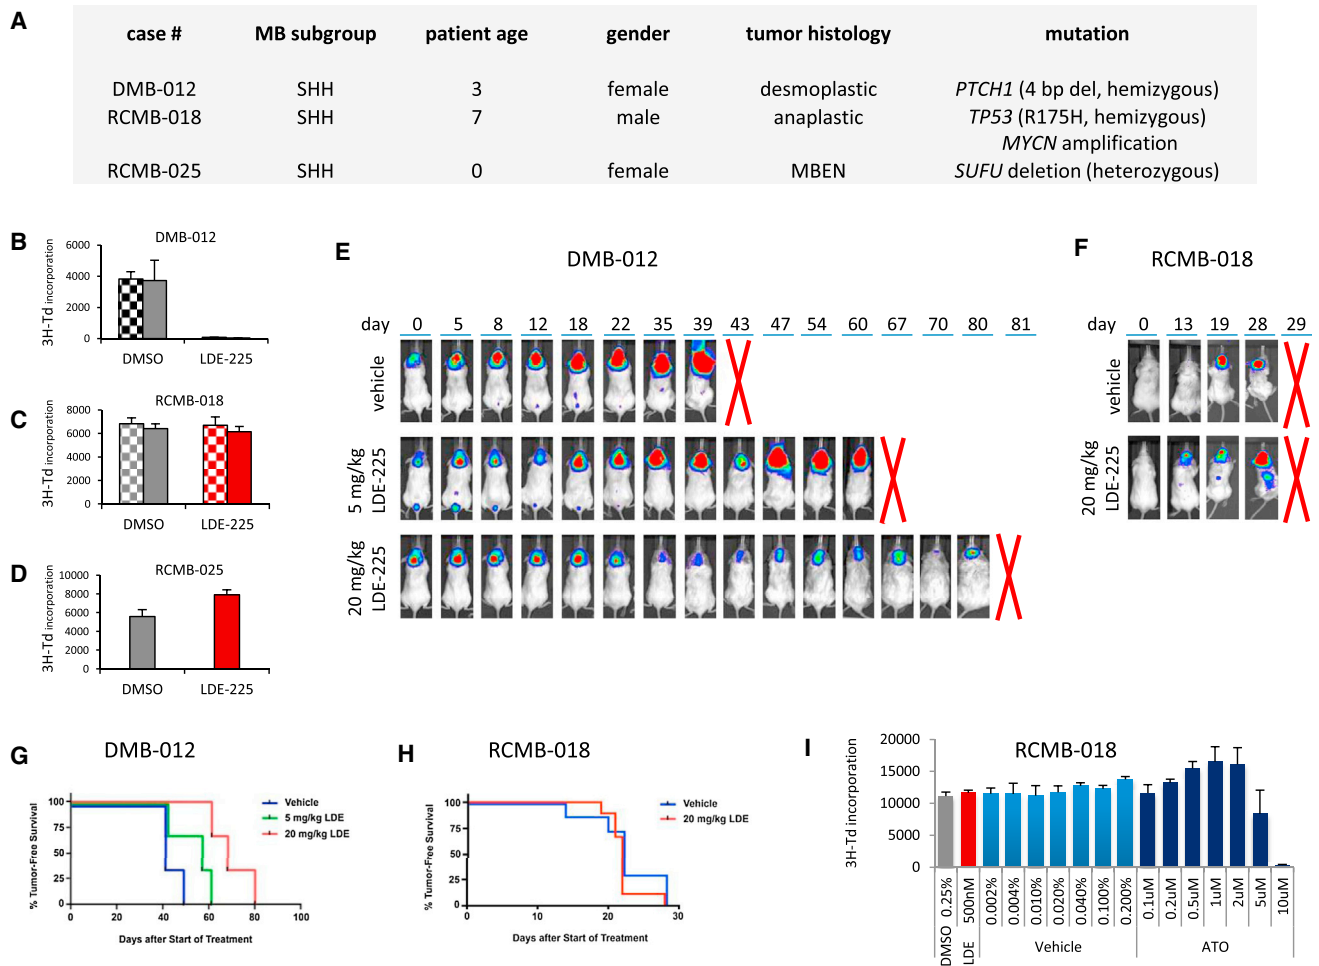 A
case # MB subgroup patient age gender tumor histology mutation
DMB-012 SHH 3 female desmoplastic PTCH1 (4 bp del, hemizygous)
RCMB-018 SHH 7 male anaplastic TP53 (R175H, hemizygous)
MYCN amplification
RCMB-025 SHH 0 female MBEN SUFU deletion (heterozygous)
B
DMB-012
3H-Td incorporation
6000
4000
2000
0
DMSO LDE-225
C
RCMB-018
3H-Td incorporation
8000
6000
4000
2000
0
DMSO LDE-225
D
RCMB-025
3H-Td incorporation
10000
8000
6000
4000
2000
0
DMSO LDE-225
E
DMB-012
day 0 5 8 12 18 22 35 39 43 47 54 60 67 70 80 81
vehicle
5 mg/kg
LDE-225
20 mg/kg
LDE-225
F
RCMB-018
day 0 13 19 28 29
vehicle
20 mg/kg
LDE-225
G
DMB-012
% Tumor-Free Survival
100
75
50
25
0
0 20 40 60 80 100
Days after Start of Treatment
Vehicle
5 mg/kg LDE
20 mg/kg LDE
H
RCMB-018
% Tumor-Free Survival
100
75
50
25
0
0 10 20 30
Days after Start of Treatment
Vehicle
20 mg/kg LDE
I
RCMB-018
3H-Td incorporation
20000
15000
10000
5000
0
0.25% 500nM 0.002% 0.004% 0.010% 0.020% 0.040% 0.100% 0.200% 0.1uM 0.2uM 0.5uM 1uM 2uM 5uM 10uM
DMSO LDE Vehicle ATO